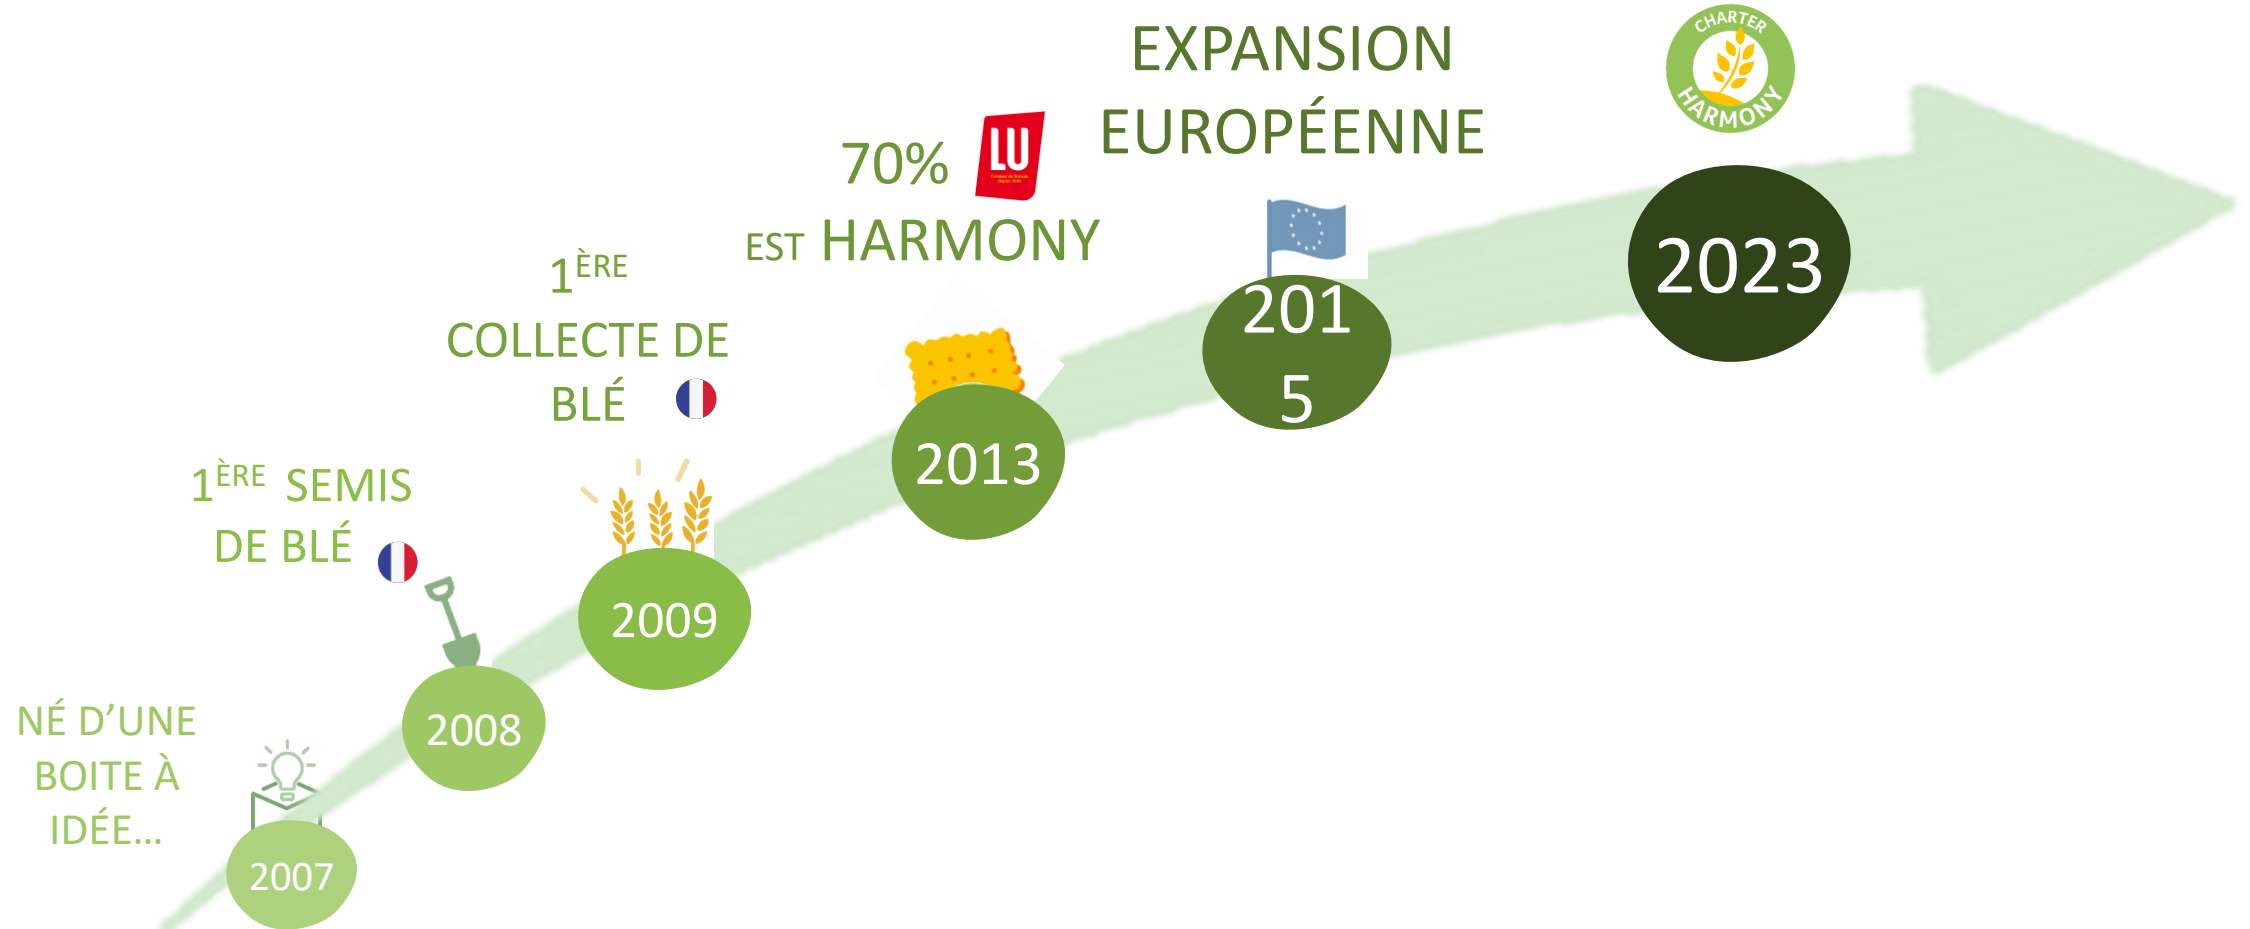 NÉ D’UNE
BOITE À
IDÉE...
2007
1ÈRE SEMIS
DE BLÉ
2008
1ÈRE
COLLECTE DE
BLÉ
2009
70% LU
EST HARMONY
2013
EXPANSION
EUROPÉENNE
201
5
CHARTER
HARMONY
2023